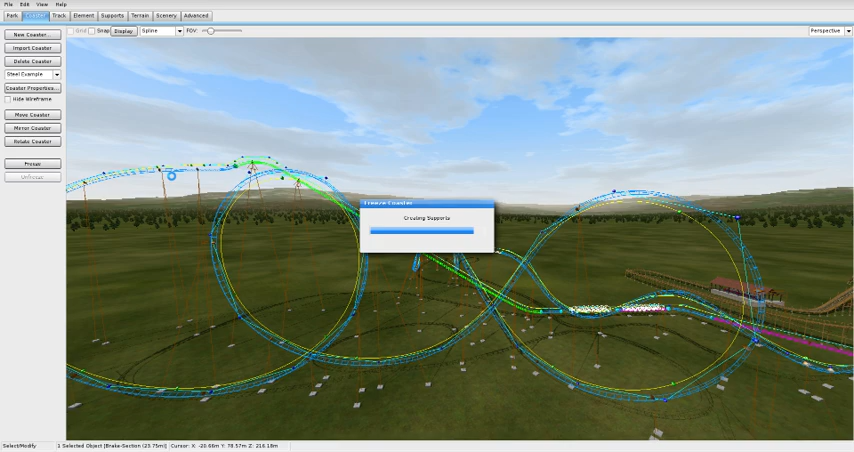 File Edit View Help
Park Coaster Track Element Supports Terrain Scenery Advanced
New Coaster... Grid Snap Display Spline FOV: Perspective
Import Coaster
Delete Coaster
Steel Example
Coaster Properties...
Hide Wireframe
Move Coaster
Mirror Coaster
Rotate Coaster
Freeze
Unfreeze
Freeze Coaster
Creating Supports
Select/Modify 1 Selected Object [Brake-Section (23.75m)] Cursor: X: -20.66m Y: 78.57m Z: 216.18m